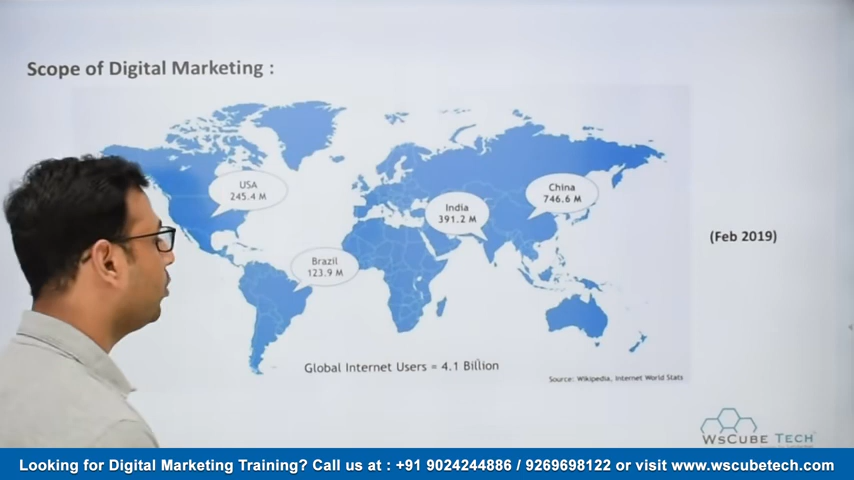 Scope of Digital Marketing :
USA
245.4 M
China
746.6 M
India
391.2 M
(Feb 2019)
Brazil
123.9 M
Global Internet Users = 4.1 Billion
Source: Wikipedia, Internet World Stats
WSCUBE TECH
Looking for Digital Marketing Training? Call us at : +91 9024244886 / 9269698122 or visit www.wscubetech.com